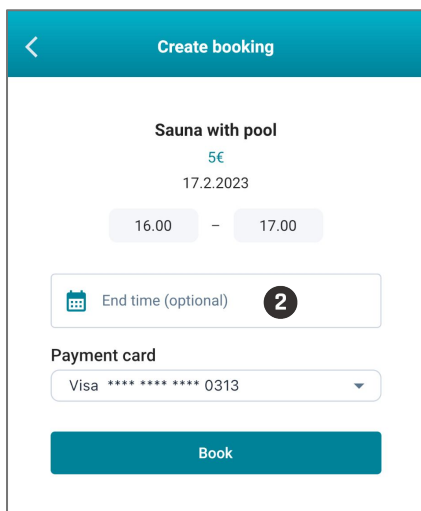 Create booking
Sauna with pool
5€
17.2.2023
16.00 – 17.00
End time (optional) 2
Payment card
Visa **** **** **** 0313
Book